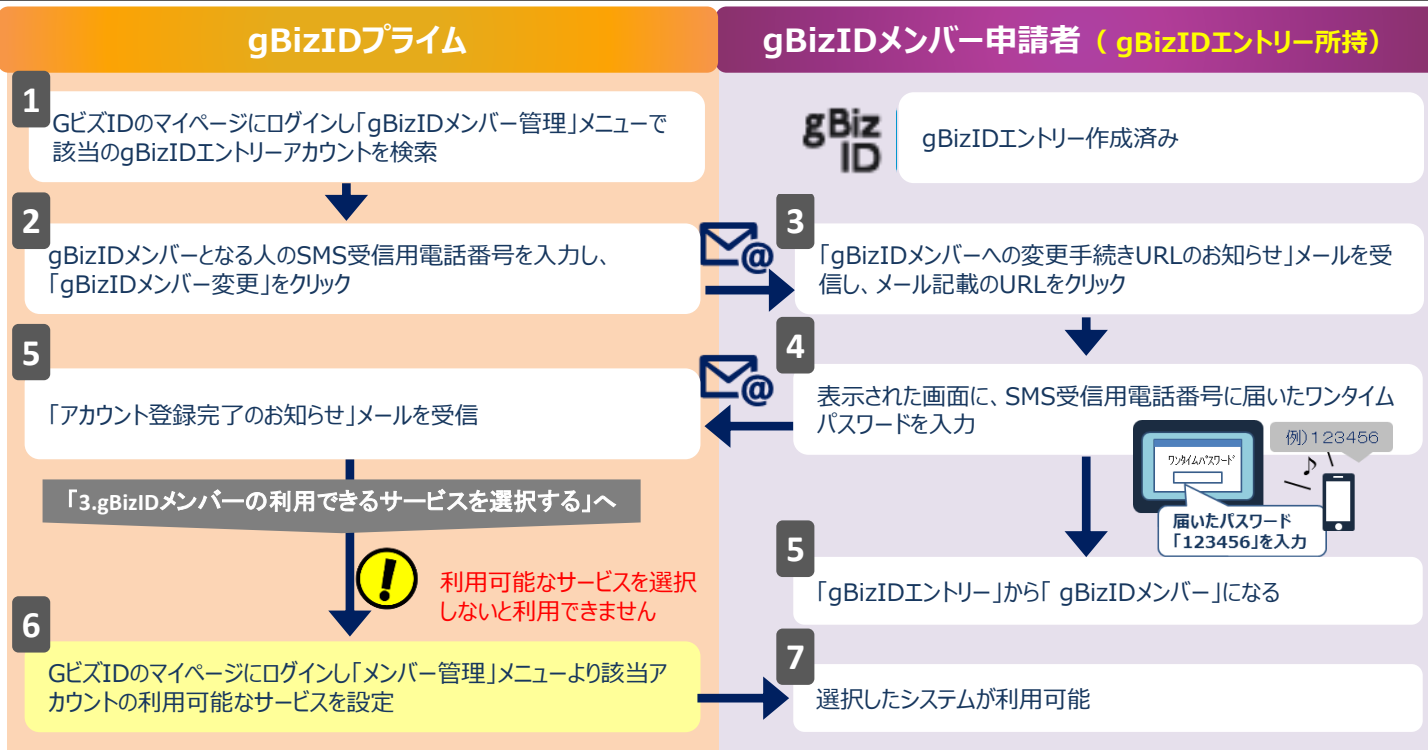 gBizIDプライム
gBizIDメンバー申請者（ gBizIDエントリー所持）
1
GビズIDのマイページにログインし「gBizIDメンバー管理」メニューで
該当のgBizIDエントリーアカウントを検索
gBiz
ID
gBizIDエントリー作成済み
2
gBizIDメンバーとなる人のSMS受信用電話番号を入力し、
「gBizIDメンバー変更」をクリック
@
3
「gBizIDメンバーへの変更手続きURLのお知らせ」メールを受
信し、メール記載のURLをクリック
4
表示された画面に、SMS受信用電話番号に届いたワンタイム
パスワードを入力
例)123456
ワンタイムパスワード
届いたパスワード
「123456」を入力
@
5
「アカウント登録完了のお知らせ」メールを受信
「3.gBizIDメンバーの利用できるサービスを選択する」へ
!
利用可能なサービスを選択
しないと利用できません
5
「gBizIDエントリー」から「 gBizIDメンバー」になる
6
GビズIDのマイページにログインし「メンバー管理」メニューより該当ア
カウントの利用可能なサービスを設定
7
選択したシステムが利用可能